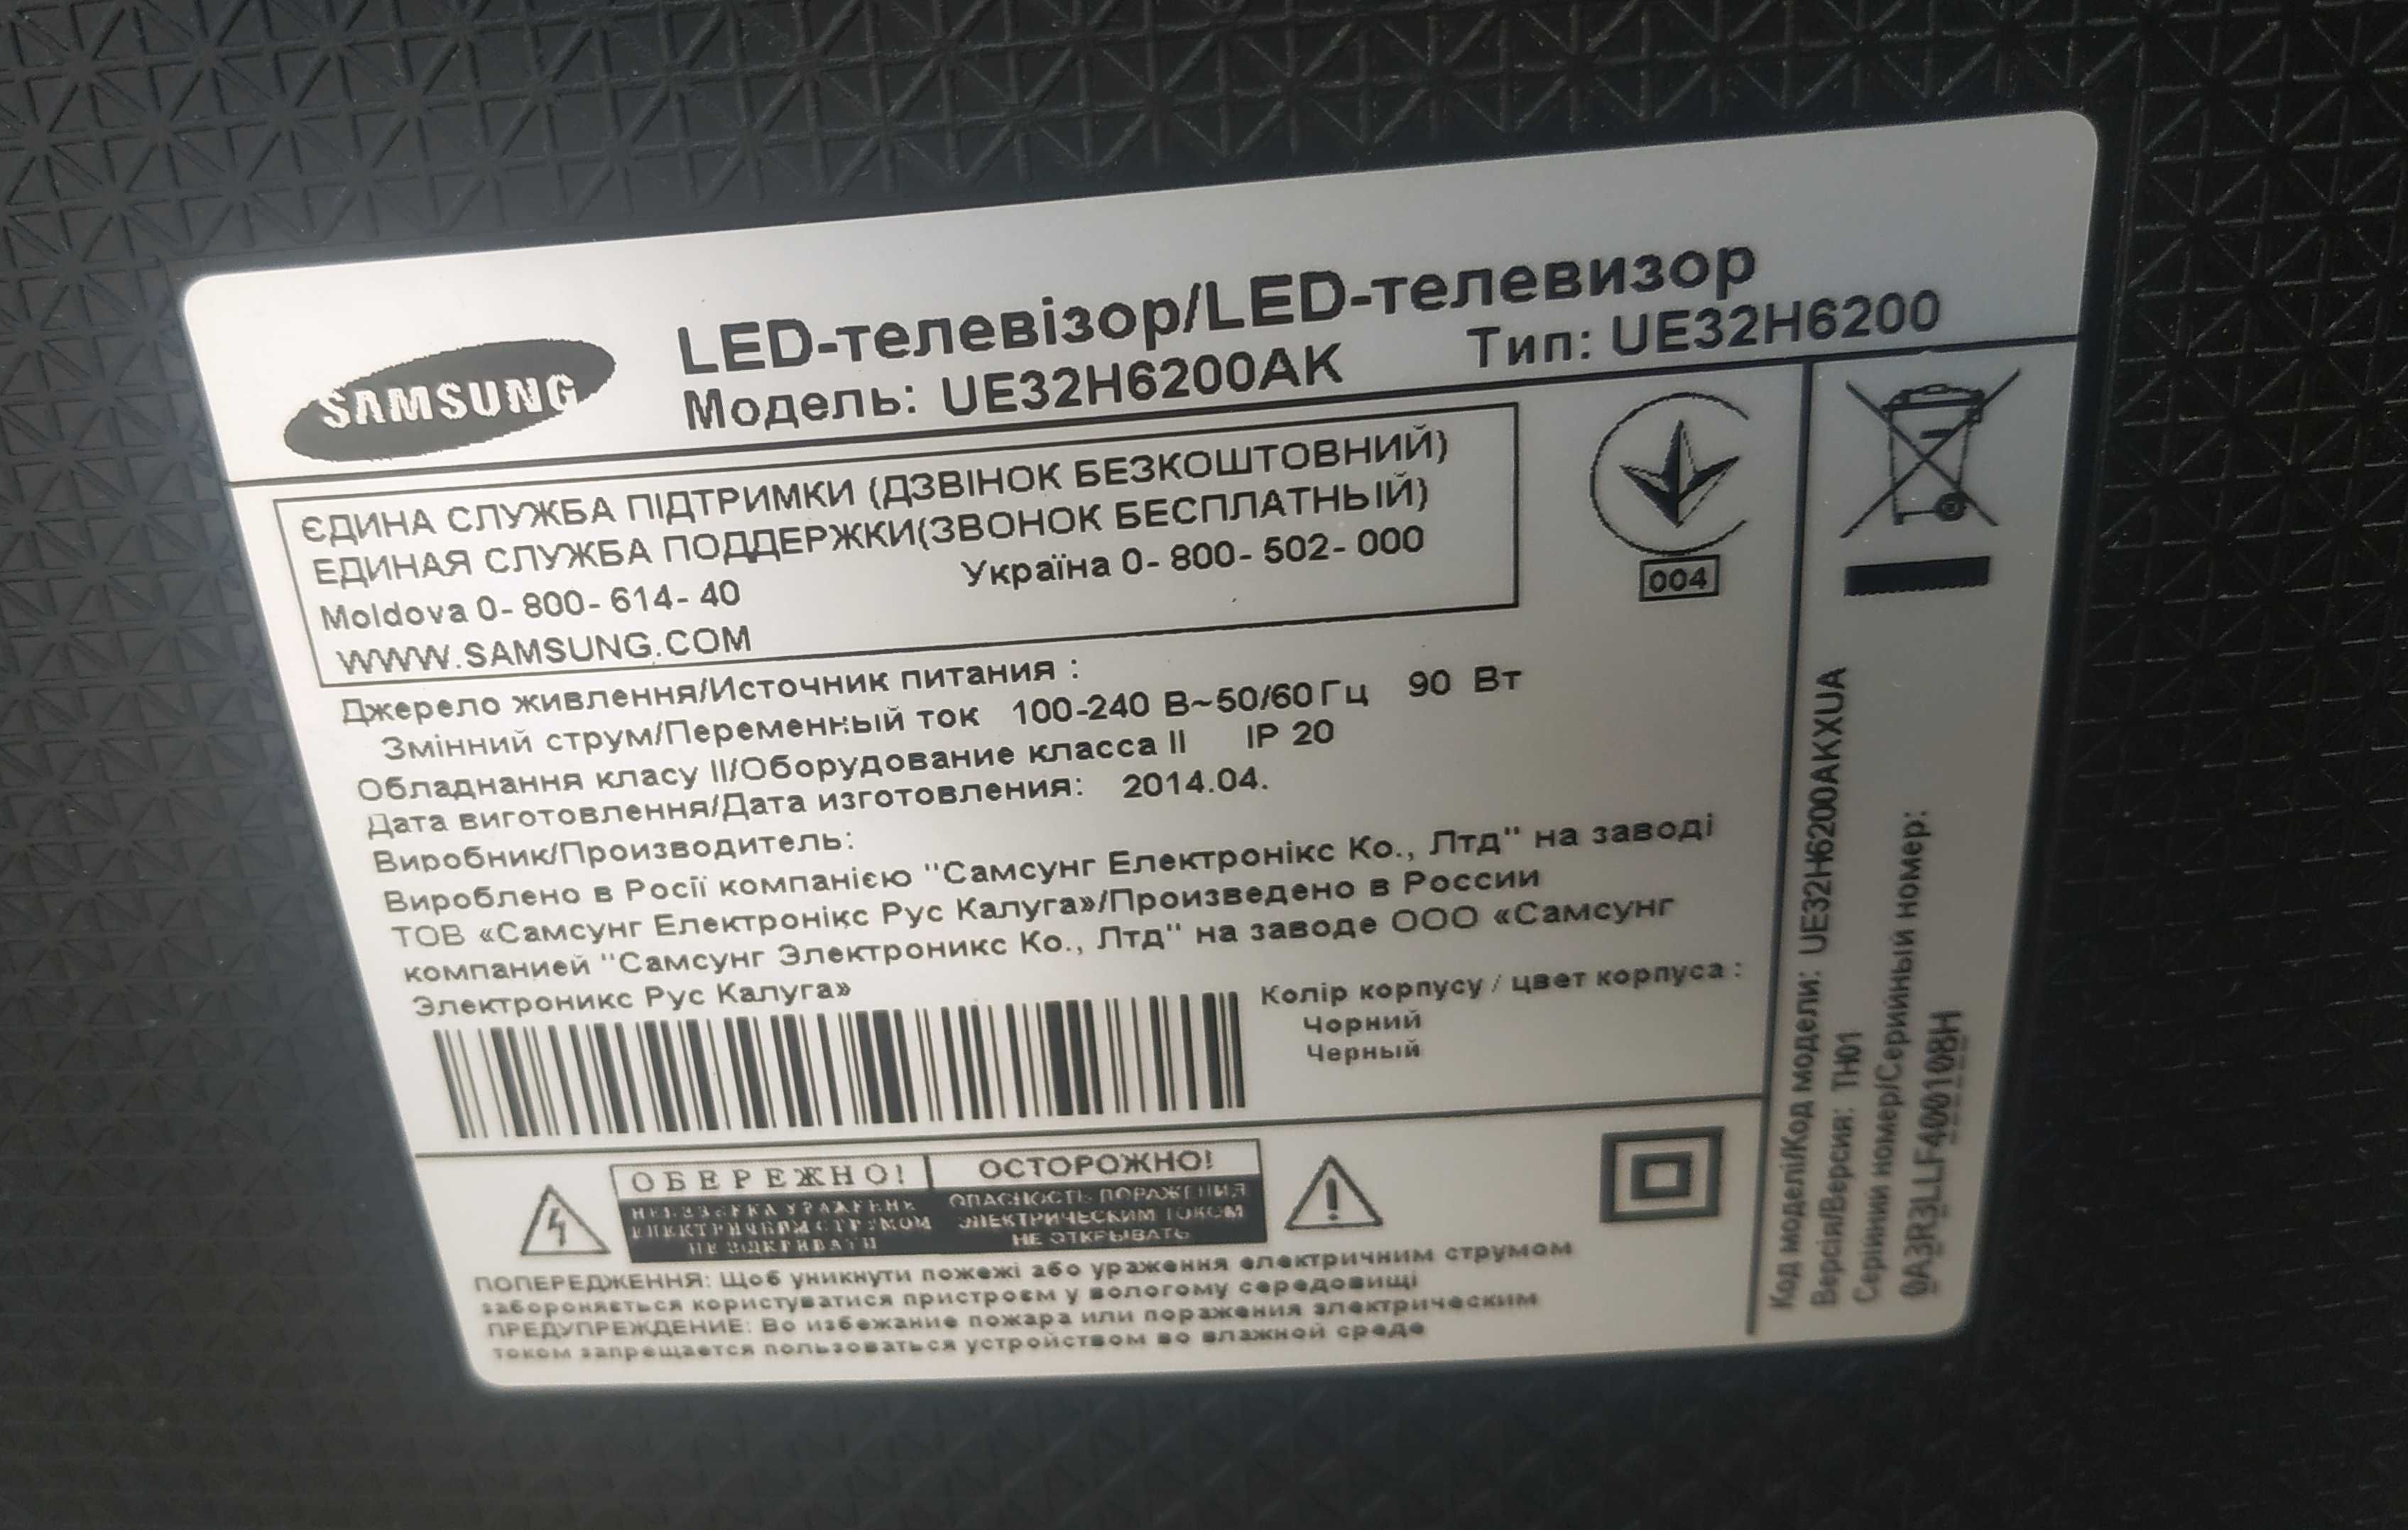 SAMSUNG
LED-телевізор/LED-телевизор
Модель: UE32H6200AK Тип: UE32H6200
ЄДИНА СЛУЖБА ПІДТРИМКИ (ДЗВІНОК БЕЗКОШТОВНИЙ)
ЕДИНАЯ СЛУЖБА ПОДДЕРЖКИ(ЗВОНОК БЕСПЛАТНЫЙ)
Moldova 0- 800- 614- 40 Україна 0- 800- 502- 000
WWW.SAMSUNG.COM
004
Джерело живлення/Источник питания :
Змінний струм/Переменный ток 100-240 В~50/60 Гц 90 Вт
Обладнання класу II/Оборудование класса II IP 20
Дата виготовлення/Дата изготовления: 2014.04.
Виробник/Производитель:
Вироблено в Росії компанією "Самсунг Електронікс Ко., Лтд" на заводі
ТОВ «Самсунг Електронікс Рус Калуга»/Произведено в России
компанией "Самсунг Электроникс Ко., Лтд" на заводе ООО «Самсунг
Электроникс Рус Калуга»
Колір корпусу / цвет корпуса :
Чорний
Черный
ОБЕРЕЖНО! ОСТОРОЖНО!
ОПАСНОСТЬ ПОРАЖЕНИЯ
ЭЛЕКТРИЧЕСКИМ ТОКОМ
НЕ ОТКРЫВАТЬ
ПОПЕРЕДЖЕННЯ: Щоб уникнути пожежі або ураження електричним струмом
забороняється користуватися пристроєм у вологому середовищі
ПРЕДУПРЕЖДЕНИЕ: Во избежание пожара или поражения электрическим
током запрещается пользоваться устройством во влажной среде
Код моделі/Код модели: UE32H6200AKXUA
Версія/Версия: TH01
Серійний номер/Серийный номер:
0A3R3LLF400108H